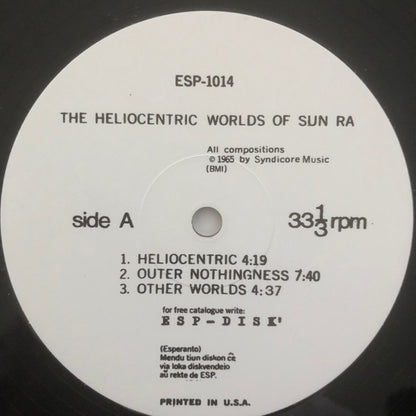 ESP-1014
THE HELIOCENTRIC WORLDS OF SUN RA
All compositions
© 1965 by Syndicore Music
(BMI)
side A
33 1/3 rpm
1. HELIOCENTRIC 4:19
2. OUTER NOTHINGNESS 7:40
3. OTHER WORLDS 4:37
for free catalogue write:
ESP-DISK'
(Esperanto)
Mendu tiun diskon ĉe
via loka diskvendejo
aŭ rekte de ESP.
PRINTED IN U.S.A.